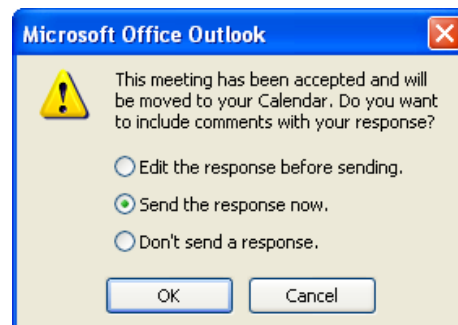 Microsoft Office Outlook
This meeting has been accepted and will
be moved to your Calendar. Do you want
to include comments with your response?
Edit the response before sending.
Send the response now.
Don't send a response.
OK Cancel